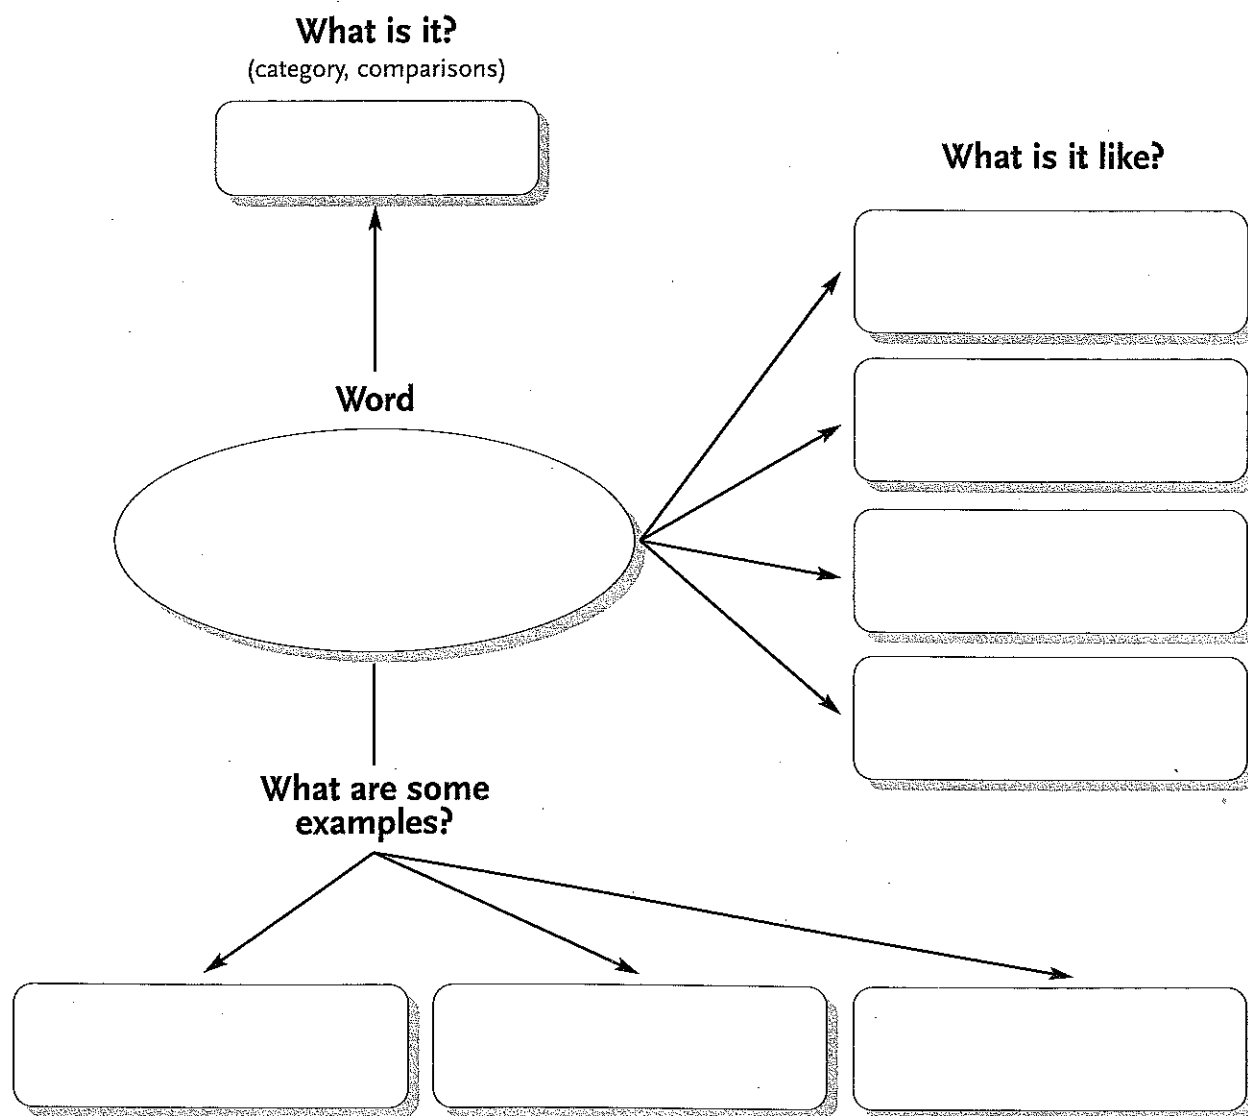 What is it?
(category, comparisons)
What is it like?
Word
What are some
examples?